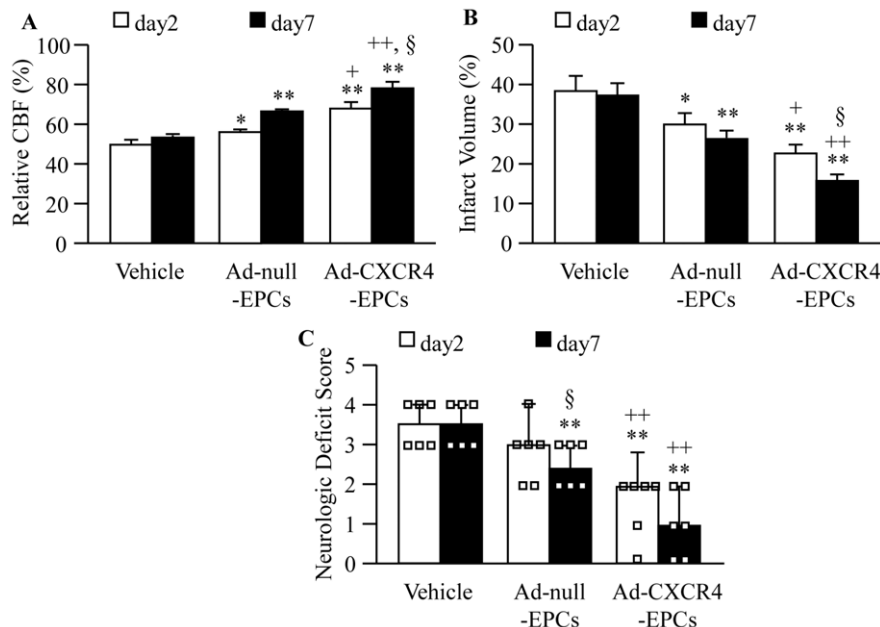 A
day2 day7
Relative CBF (%)
100
80
60
40
20
0
* ** + ** ++, § **
Vehicle Ad-null -EPCs Ad-CXCR4 -EPCs
B
day2 day7
Infarct Volume (%)
50
40
30
20
10
0
* ** + ** § ++ **
Vehicle Ad-null -EPCs Ad-CXCR4 -EPCs
C
day2 day7
Neurologic Deficit Score
5
4
3
2
1
0
§ ** ++ ** ++ **
Vehicle Ad-null -EPCs Ad-CXCR4 -EPCs